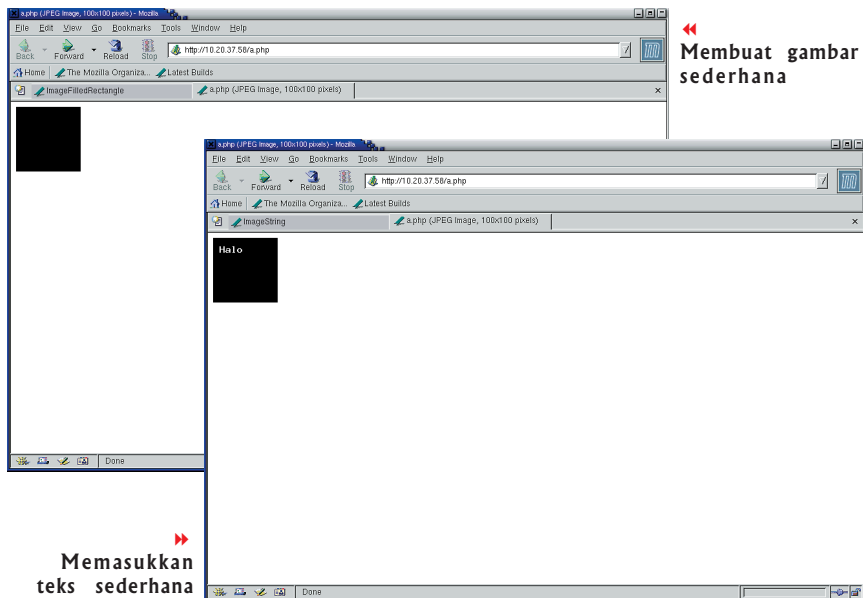 a.php (JPEG Image, 100x100 pixels) - Mozilla
File Edit View Go Bookmarks Tools Window Help
Back Forward Reload Stop http://10.20.37.58/a.php
Home The Mozilla Organiza... Latest Builds
ImageFilledRectangle a.php (JPEG Image, 100x100 pixels)
Done
Membuat gambar
sederhana
a.php (JPEG Image, 100x100 pixels) - Mozilla
File Edit View Go Bookmarks Tools Window Help
Back Forward Reload Stop http://10.20.37.58/a.php
Home The Mozilla Organiza... Latest Builds
ImageString a.php (JPEG Image, 100x100 pixels)
Halo
Done
Memasukkan
teks sederhana